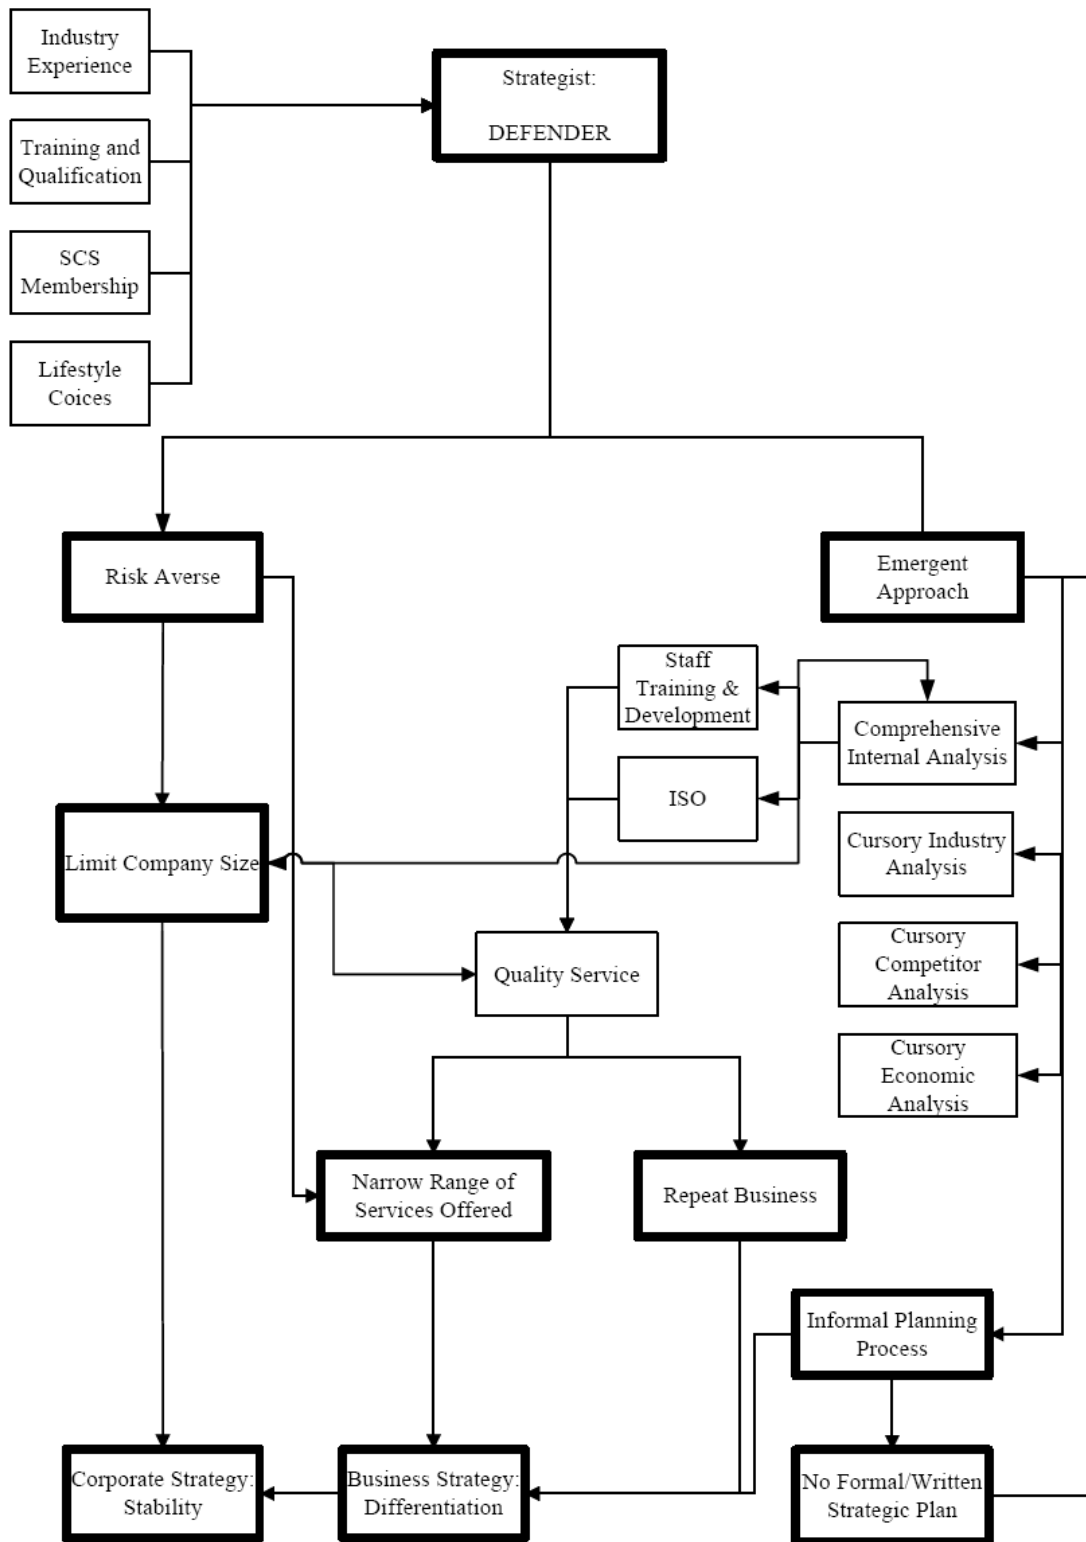 Industry
Experience
Strategist:
DEFENDER
Training and
Qualification
SCS
Membership
Lifestyle
Coices
Risk Averse
Emergent
Approach
Staff
Training &
Development
Comprehensive
Internal Analysis
ISO
Limit Company Size
Cursory Industry
Analysis
Quality Service
Cursory
Competitor
Analysis
Cursory
Economic
Analysis
Narrow Range of
Services Offered
Repeat Business
Informal Planning
Process
Corporate Strategy:
Stability
Business Strategy:
Differentiation
No Formal/Written
Strategic Plan